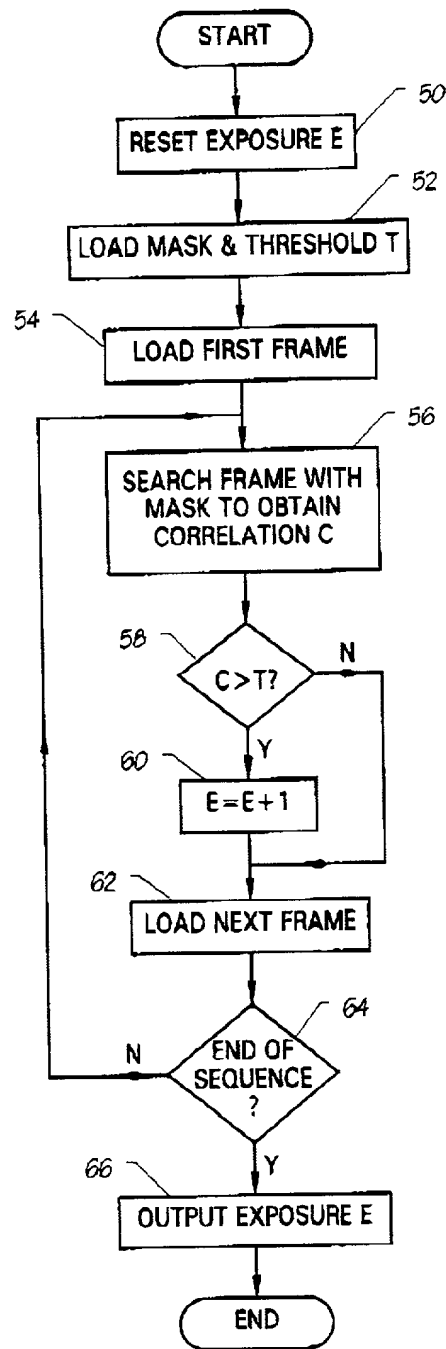 START
50
RESET EXPOSURE E
52
LOAD MASK & THRESHOLD T
54
LOAD FIRST FRAME
56
SEARCH FRAME WITH
MASK TO OBTAIN
CORRELATION C
58
C>T?
N
Y
60
E=E+1
62
LOAD NEXT FRAME
64
N
END OF
SEQUENCE
?
Y
66
OUTPUT EXPOSURE E
END